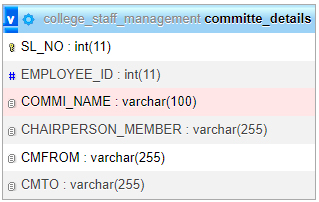 v college_staff_management committe_details
SL_NO : int(11)
# EMPLOYEE_ID : int(11)
COMMI_NAME : varchar(100)
CHAIRPERSON_MEMBER : varchar(255)
CMFROM : varchar(255)
CMTO : varchar(255)